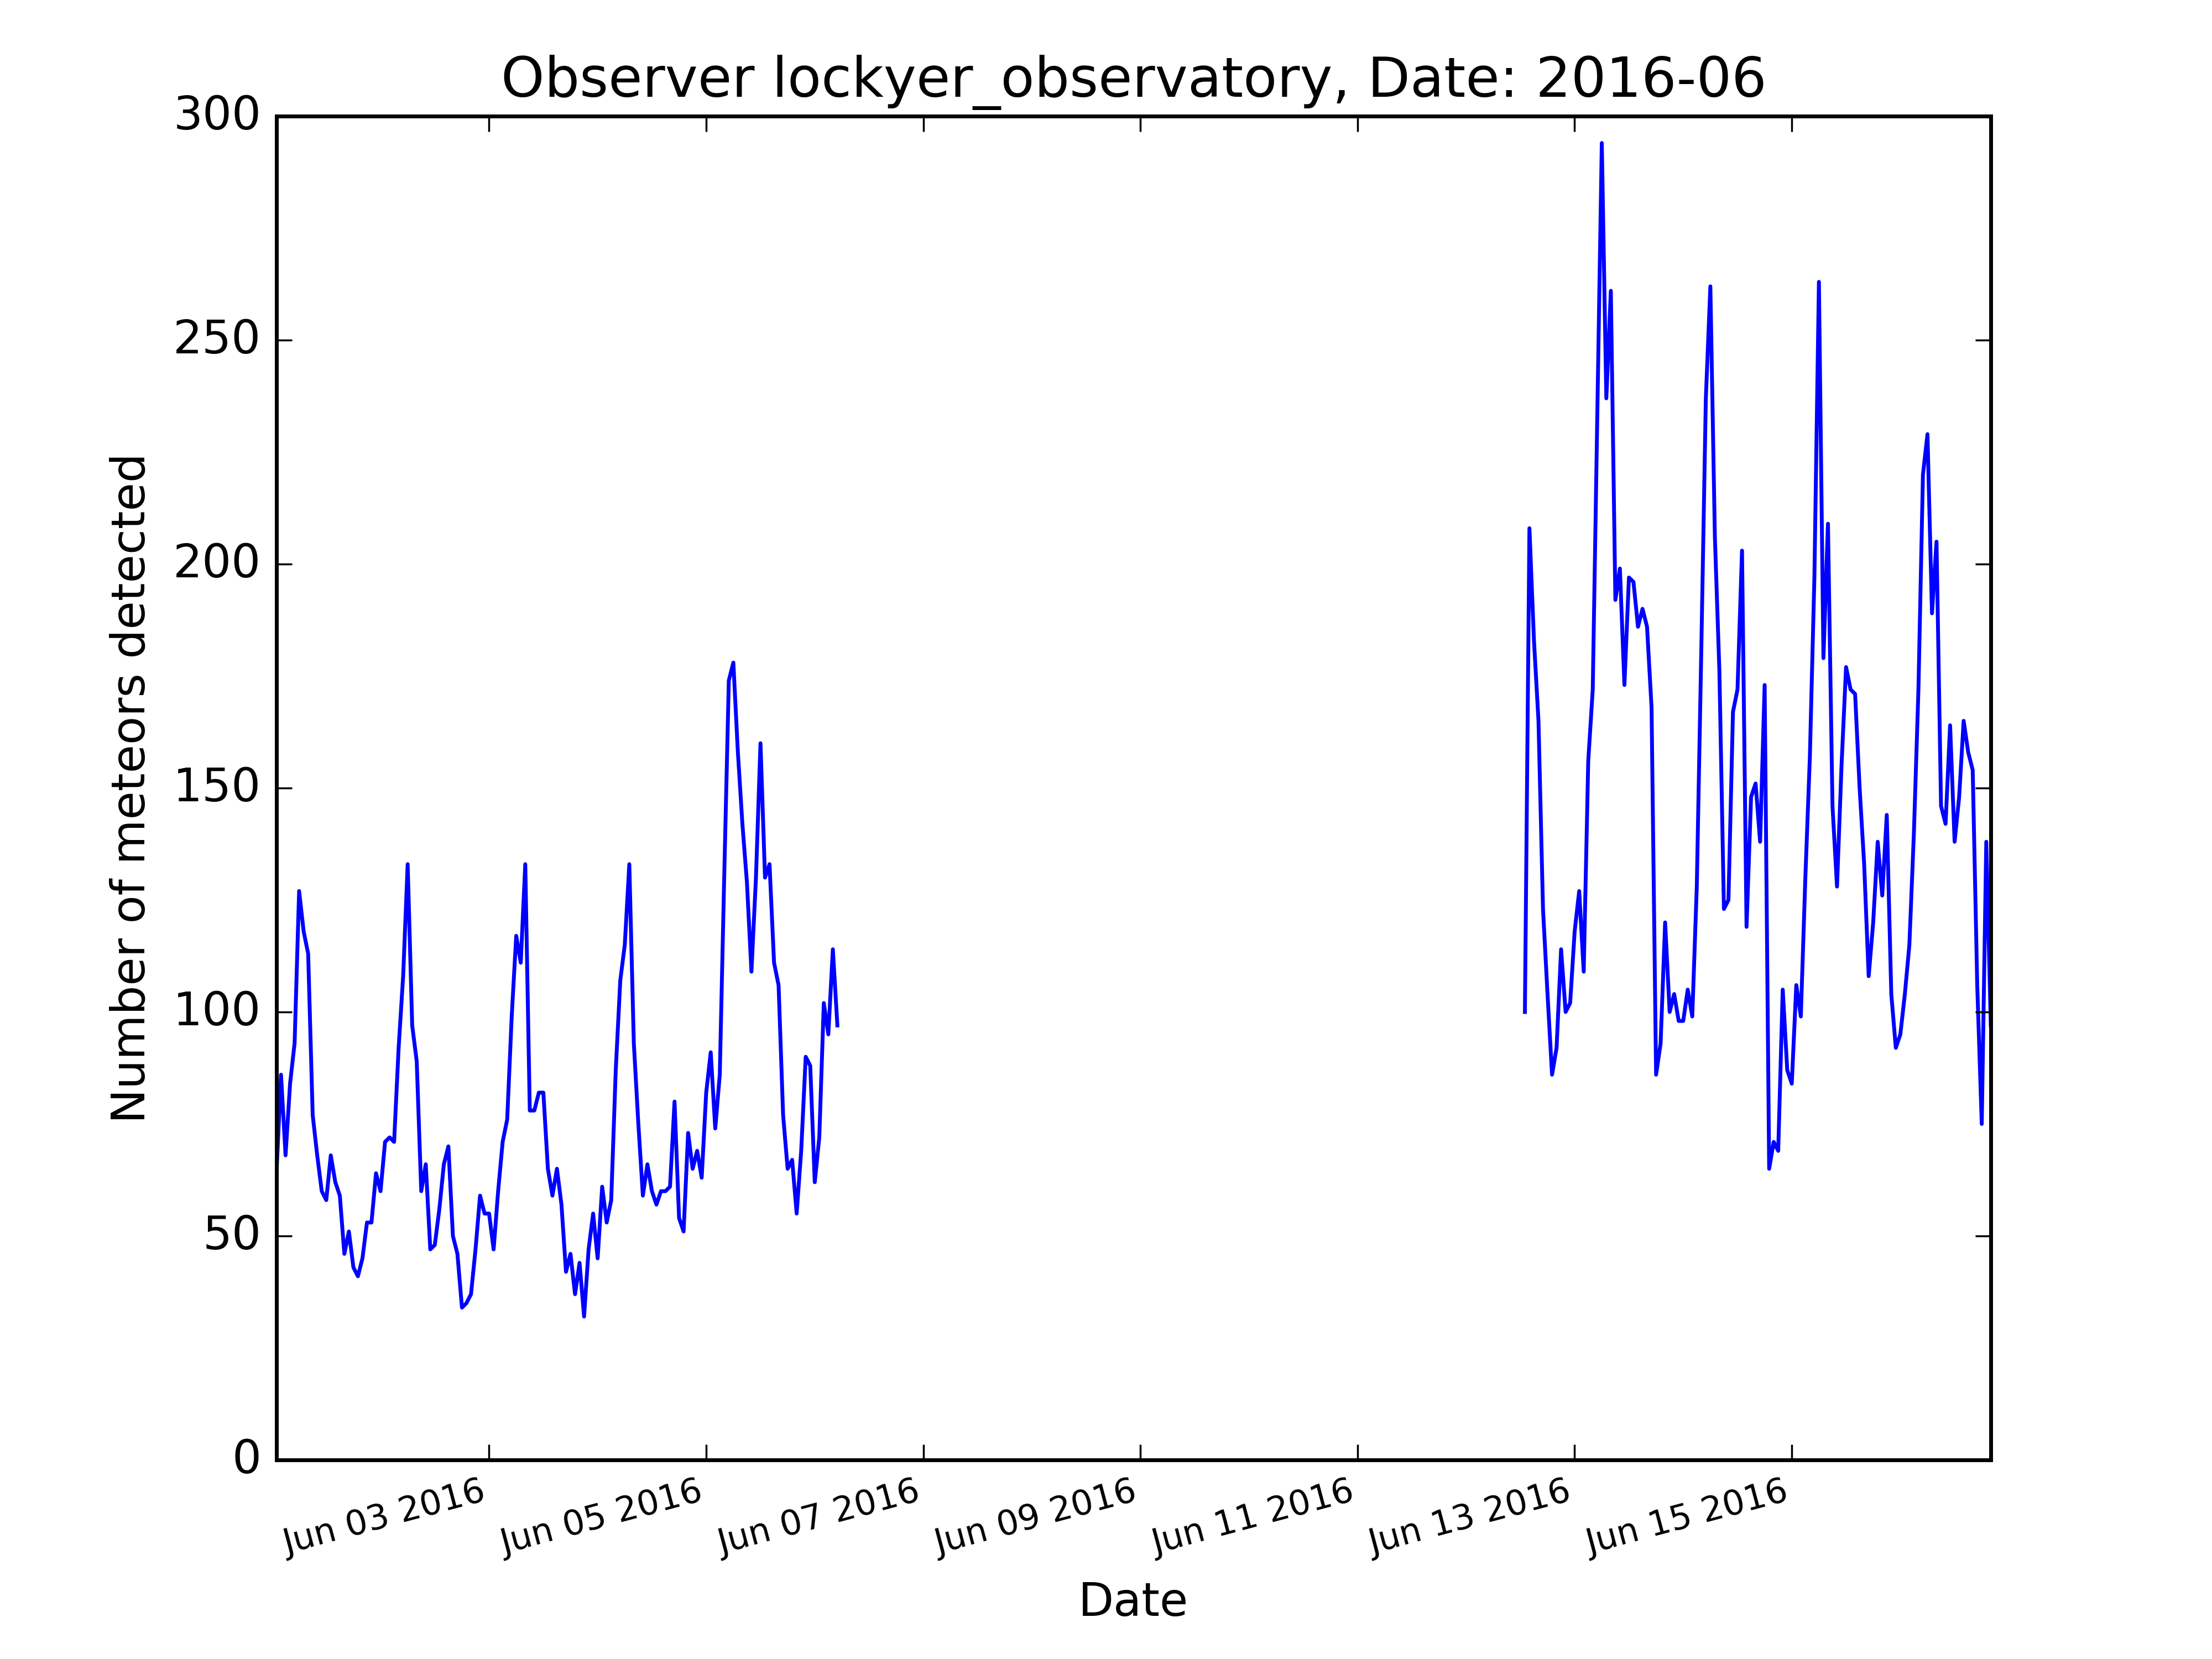 Observer lockyer_observatory, Date: 2016-06
300
250
200
150
100
50
0
Number of meteors detected
Jun 03 2016
Jun 05 2016
Jun 07 2016
Jun 09 2016
Jun 11 2016
Jun 13 2016
Jun 15 2016
Date